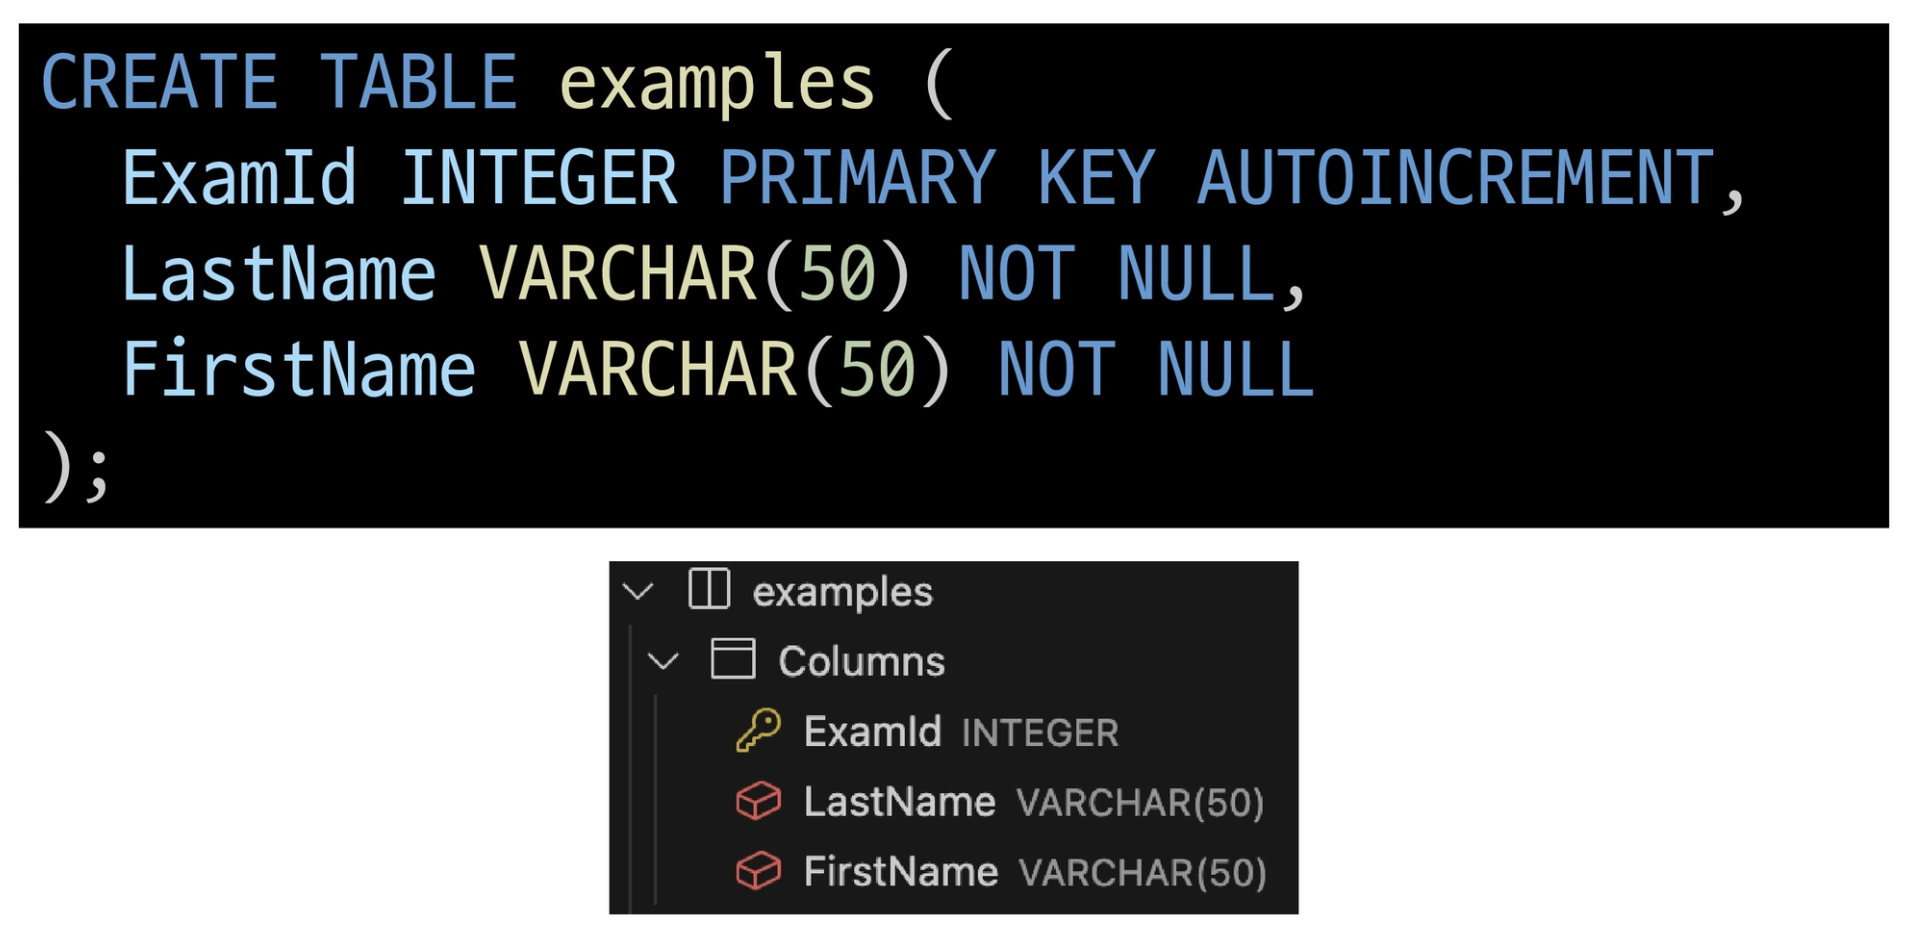 CREATE TABLE examples (
ExamId INTEGER PRIMARY KEY AUTOINCREMENT,
LastName VARCHAR(50) NOT NULL,
FirstName VARCHAR(50) NOT NULL
);
examples
Columns
ExamId INTEGER
LastName VARCHAR(50)
FirstName VARCHAR(50)